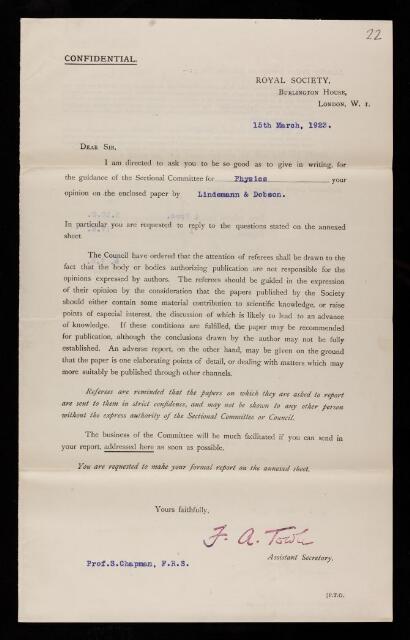 22
CONFIDENTIAL.
ROYAL SOCIETY,
BURLINGTON HOUSE,
LONDON, W. 1.
15th March, 1923.
DEAR SIR,
I am directed to ask you to be so good as to give in writing, for
the guidance of the Sectional Committee for Physics your
opinion on the enclosed paper by Lindemann & Dobson.
In particular you are requested to reply to the questions stated on the annexed
sheet
The Council have ordered that the attention of referees shall be drawn to the
fact that the body or bodies authorizing publication are not responsible for the
opinions expressed by authors. The referees should be guided in the expression
of their opinion by the consideration that the papers published by the Society
should either contain some material contribution to scientific knowledge, or raise
points of especial interest, the discussion of which is likely to lead to an advance
of knowledge. If these conditions are fulfilled, the paper may be recommended
for publication, although the conclusions drawn by the author may not be fully
established. An adverse report, on the other hand, may be given on the ground
that the paper is one elaborating points of detail, or dealing with matters which may
more suitably be published through other channels.
Referees are reminded that the papers on which they are asked to report
are sent to them in strict confidence, and may not be shown to any other person
without the express authority of the Sectional Committee or Council.
The business of the Committee will be much facilitated if you can send in
your report, addressed here as soon as possible.
You are requested to make your formal report on the annexed sheet.
Yours faithfully,
F. A. Towle
Assistant Secretary.
Prof.S.Chapman, F.R.S.
[P.T.O.